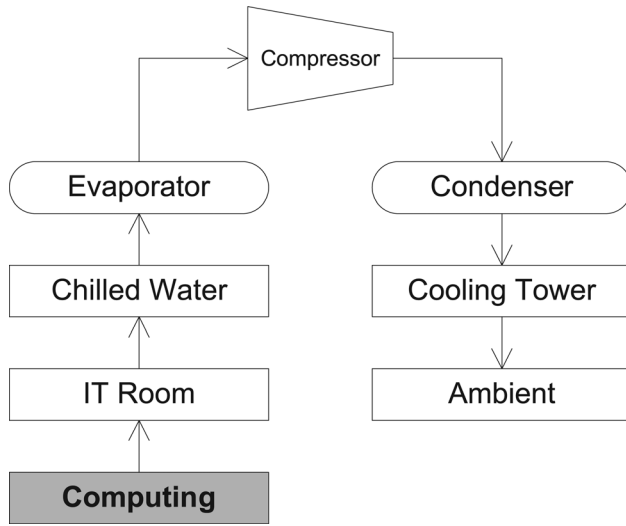 Compressor
Evaporator
Condenser
Chilled Water
Cooling Tower
IT Room
Ambient
Computing